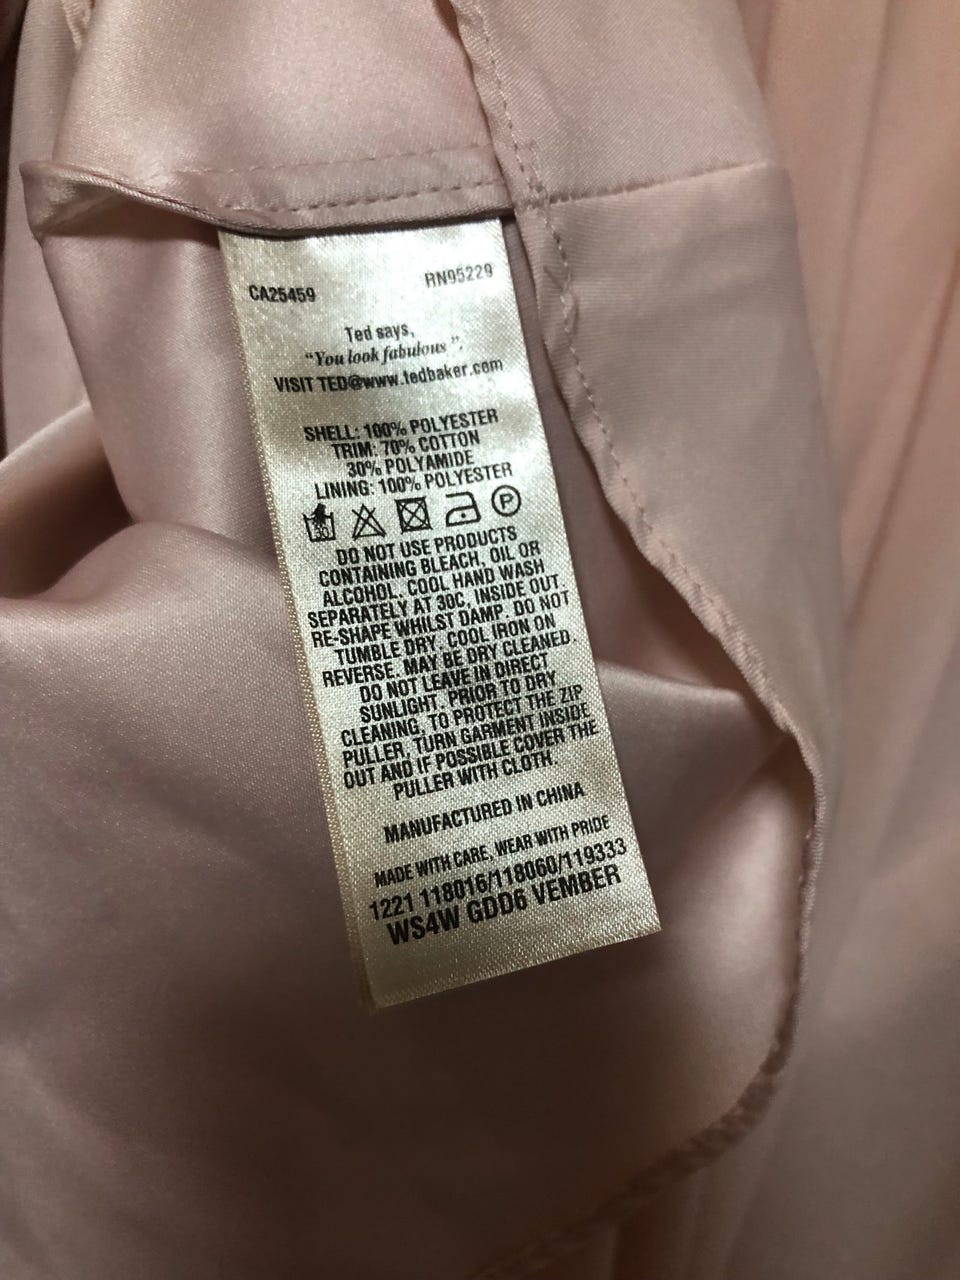 CA25459 RN95229
Ted says,
"You look fabulous".
VISIT TED@www.tedbaker.com
SHELL: 100% POLYESTER
TRIM: 70% COTTON
30% POLYAMIDE
LINING: 100% POLYESTER
30 P
DO NOT USE PRODUCTS
CONTAINING BLEACH, OIL OR
ALCOHOL. COOL HAND WASH
SEPARATELY AT 30C, INSIDE OUT.
RE-SHAPE WHILST DAMP. DO NOT
TUMBLE DRY. COOL IRON ON
REVERSE. MAY BE DRY CLEANED.
DO NOT LEAVE IN DIRECT
SUNLIGHT. PRIOR TO DRY
CLEANING, TO PROTECT THE ZIP
PULLER, TURN GARMENT INSIDE
OUT AND IF POSSIBLE COVER THE
PULLER WITH CLOTH.
MANUFACTURED IN CHINA
MADE WITH CARE, WEAR WITH PRIDE
1221 118016/118060/119333
WS4W GDD6 VEMBER